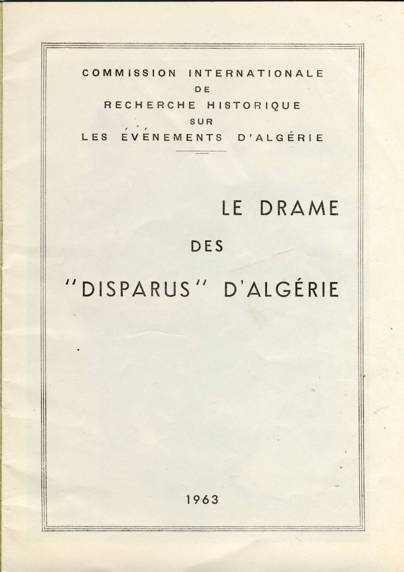 COMMISSION INTERNATIONALE
DE
RECHERCHE HISTORIQUE
SUR
LES ÉVÉNEMENTS D'ALGÉRIE
LE DRAME
DES
"DISPARUS" D'ALGÉRIE
1963